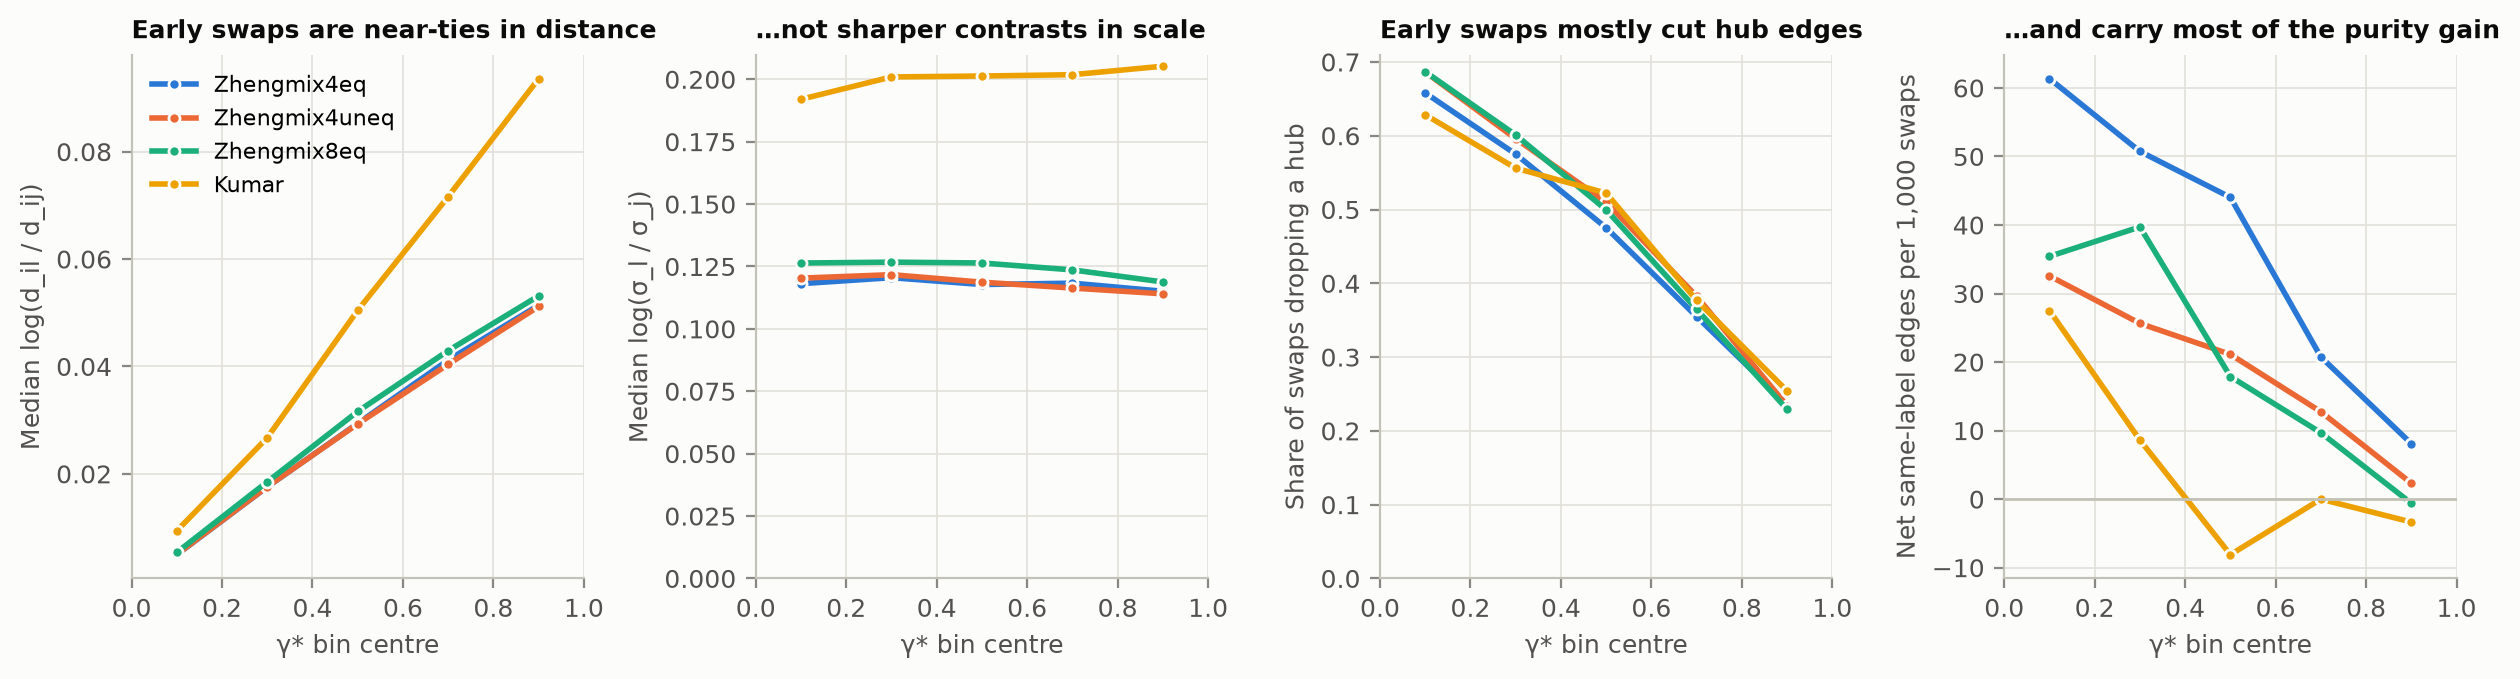 Early swaps are near-ties in distance
Median log(d_il / d_ij)
0.08
0.06
0.04
0.02
Zhengmix4eq
Zhengmix4uneq
Zhengmix8eq
Kumar
0.0 0.2 0.4 0.6 0.8 1.0
γ* bin centre
...not sharper contrasts in scale
Median log(σ_l / σ_j)
0.200
0.175
0.150
0.125
0.100
0.075
0.050
0.025
0.000
0.0 0.2 0.4 0.6 0.8 1.0
γ* bin centre
Early swaps mostly cut hub edges
Share of swaps dropping a hub
0.7
0.6
0.5
0.4
0.3
0.2
0.1
0.0
0.0 0.2 0.4 0.6 0.8 1.0
γ* bin centre
...and carry most of the purity gain
Net same-label edges per 1,000 swaps
60
50
40
30
20
10
0
−10
0.0 0.2 0.4 0.6 0.8 1.0
γ* bin centre